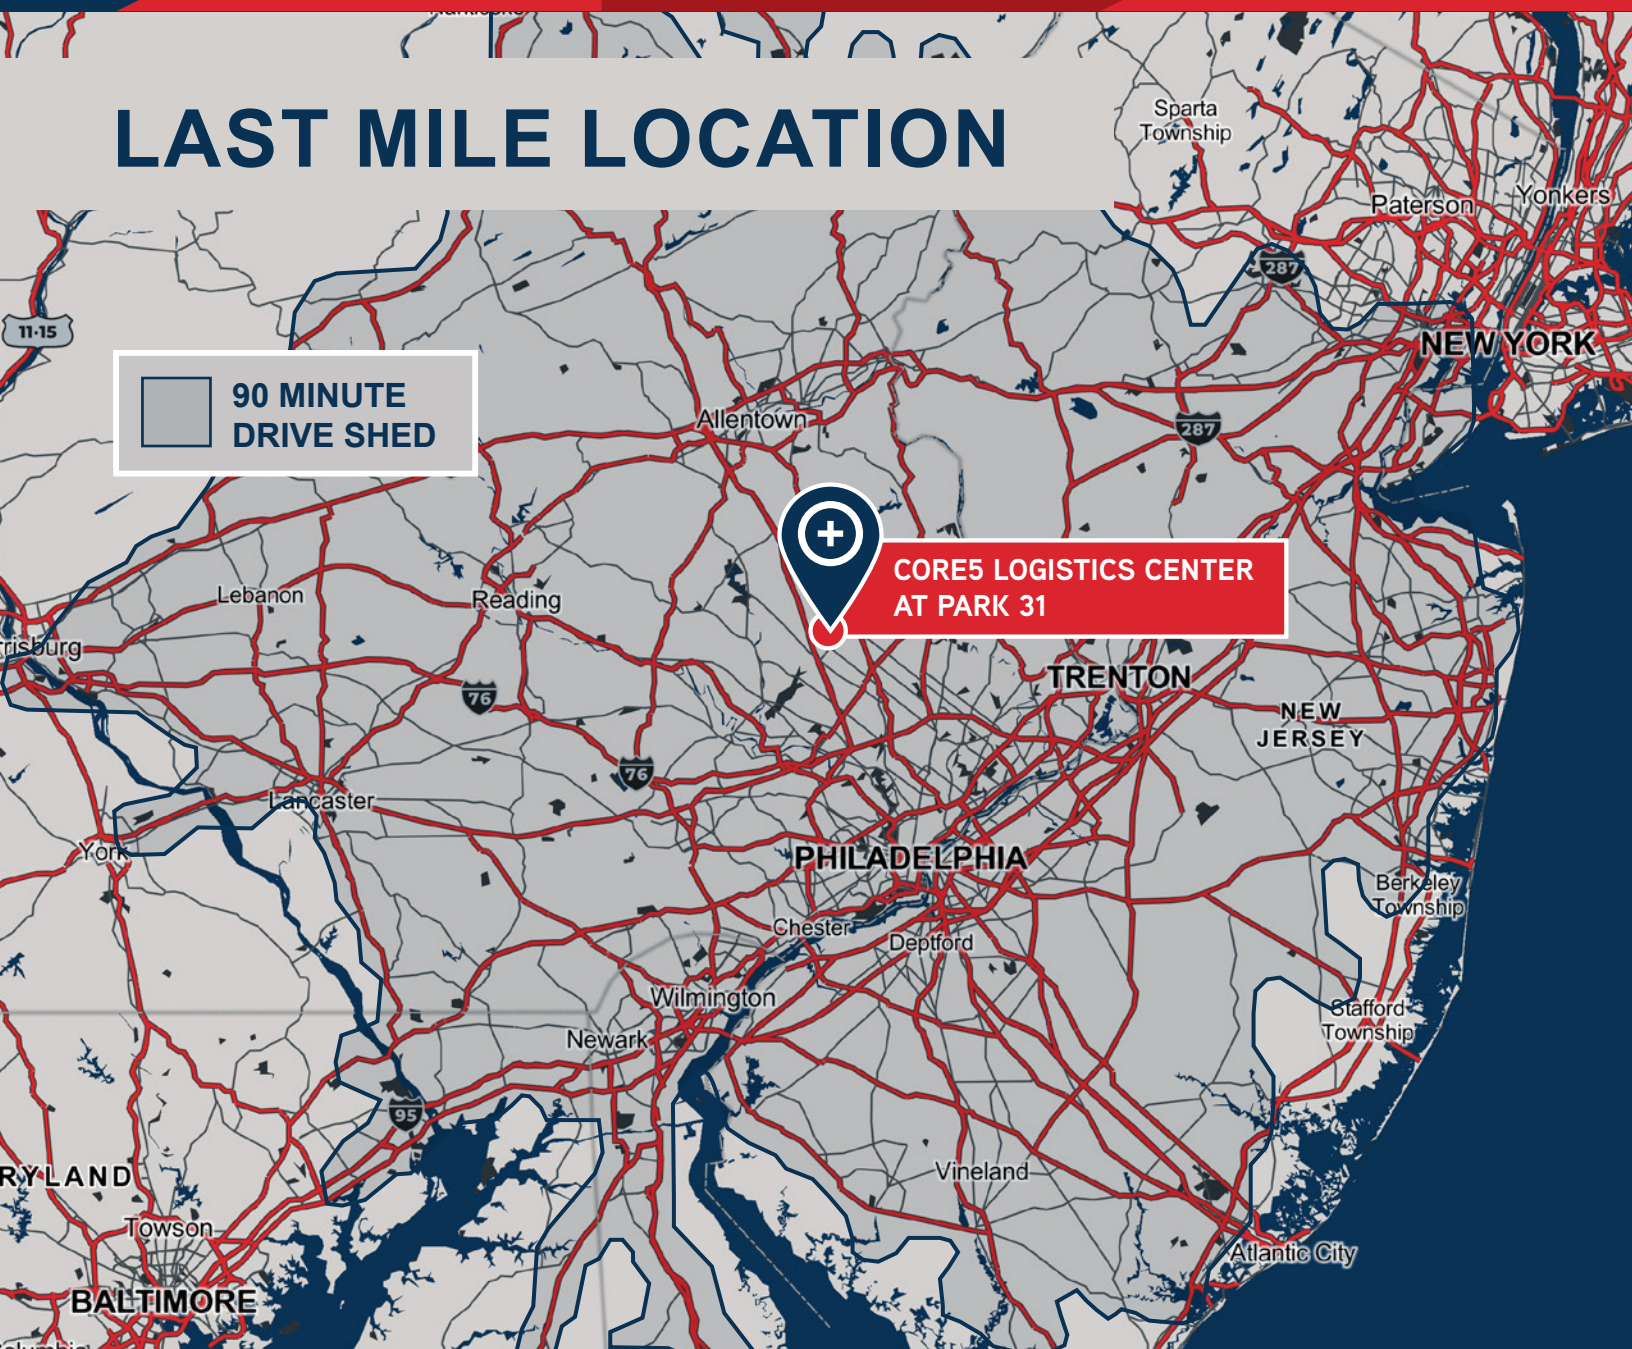 LAST MILE LOCATION
Sparta
Township
Paterson
Yonkers
287
11·15
NEW YORK
90 MINUTE
DRIVE SHED
Allentown
287
CORE5 LOGISTICS CENTER
AT PARK 31
Lebanon
Reading
risburg
TRENTON
76
NEW
JERSEY
76
Lancaster
York
PHILADELPHIA
Berkeley
Township
Chester
Deptford
Wilmington
Stafford
Township
Newark
95
Vineland
RYLAND
Towson
Atlantic City
BALTIMORE